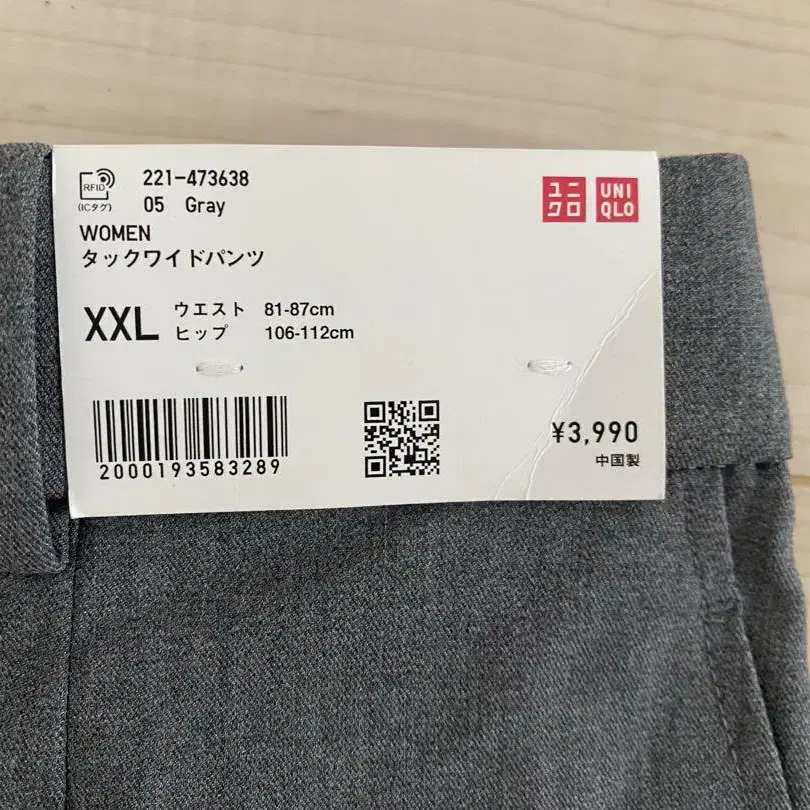 RFID
(ICタグ)
221-473638
05 Gray
WOMEN
タックワイドパンツ
ユニクロ
UNIQLO
XXL
ウエスト 81-87cm
ヒップ 106-112cm
2000193583289
¥3,990
中国製